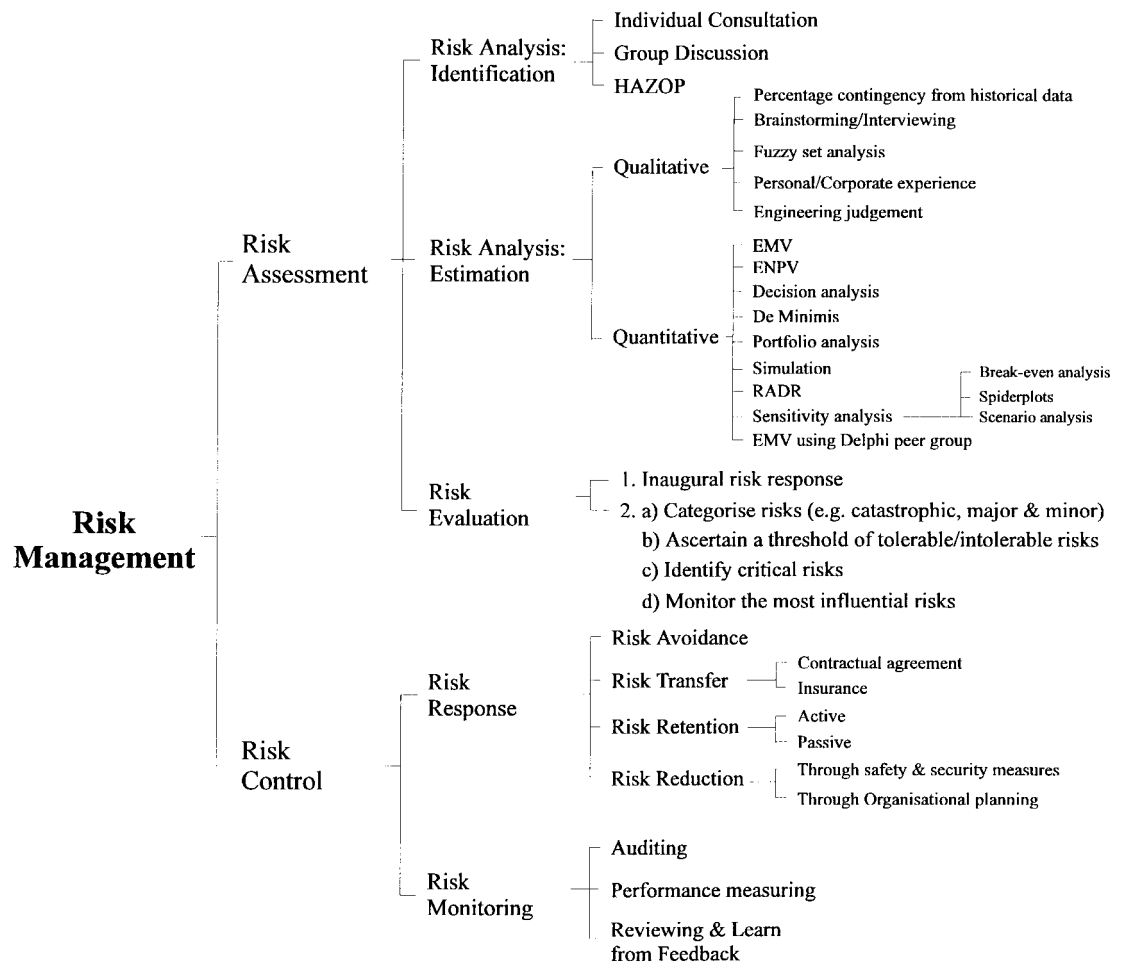 Individual Consultation
Risk Analysis:
Identification
Group Discussion
HAZOP
Percentage contingency from historical data
Brainstorming/Interviewing
Qualitative
Fuzzy set analysis
Personal/Corporate experience
Engineering judgement
Risk
Assessment
Risk Analysis:
Estimation
EMV
ENPV
Decision analysis
De Minimis
Quantitative
Portfolio analysis
Simulation
RADR
Sensitivity analysis
Break-even analysis
Spiderplots
Scenario analysis
EMV using Delphi peer group
Risk
Evaluation
1. Inaugural risk response
2. a) Categorise risks (e.g. catastrophic, major & minor)
b) Ascertain a threshold of tolerable/intolerable risks
c) Identify critical risks
d) Monitor the most influential risks
Risk
Management
Risk
Response
Risk Avoidance
Risk Transfer
Contractual agreement
Insurance
Risk Retention
Active
Passive
Risk
Control
Risk Reduction
Through safety & security measures
Through Organisational planning
Risk
Monitoring
Auditing
Performance measuring
Reviewing & Learn
from Feedback